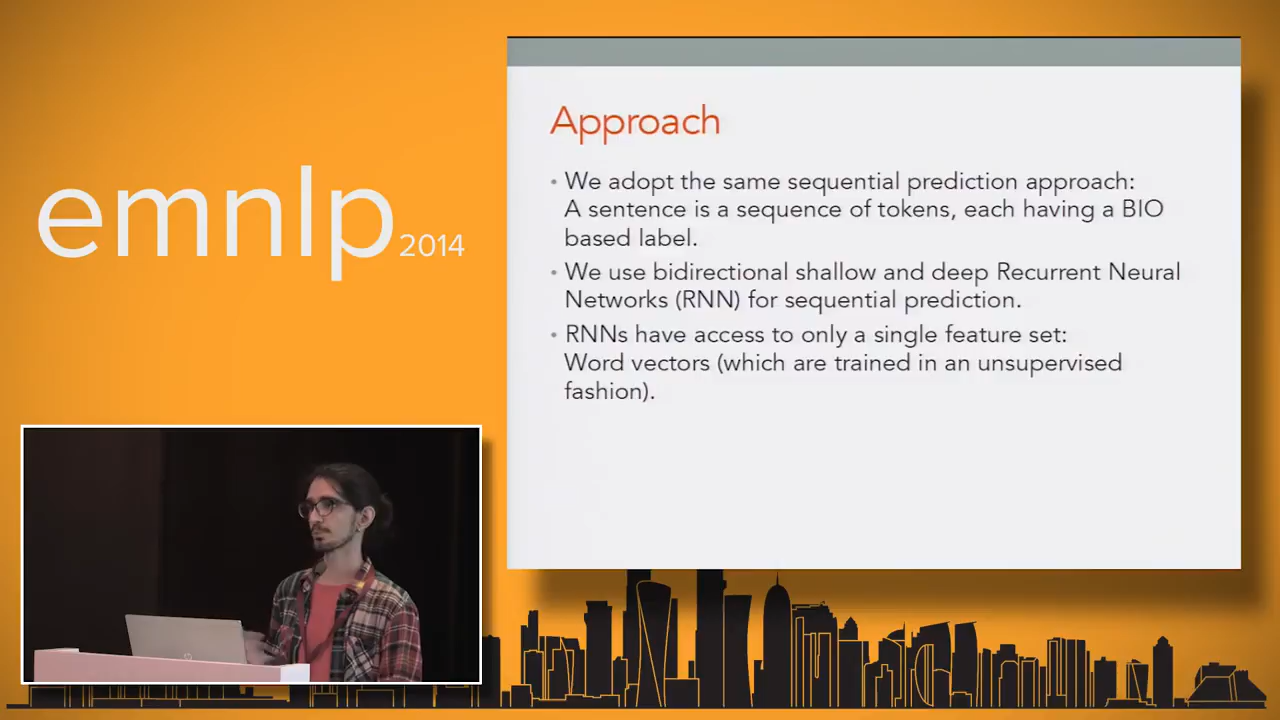 emnlp 2014
Approach
• We adopt the same sequential prediction approach:
A sentence is a sequence of tokens, each having a BIO
based label.
• We use bidirectional shallow and deep Recurrent Neural
Networks (RNN) for sequential prediction.
• RNNs have access to only a single feature set:
Word vectors (which are trained in an unsupervised
fashion).